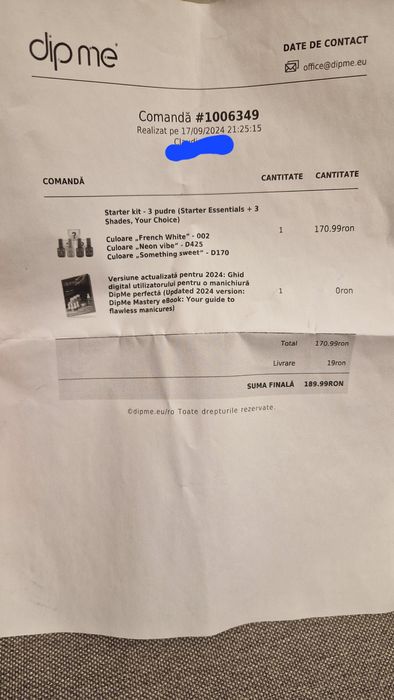 dip me
DATE DE CONTACT
office@dipme.eu
Comandă #1006349
Realizat pe 17/09/2024 21:25:15
COMANDĂ CANTITATE CANTITATE
Starter kit - 3 pudre (Starter Essentials + 3
Shades, Your Choice)
1 170.99ron
Culoare „French White" - 002
Culoare „Neon vibe" - D425
Culoare „Something sweet" - D170
Versiune actualizată pentru 2024: Ghid
digital utilizatorului pentru o manichiură
DipMe perfectă (Updated 2024 version:
DipMe Mastery eBook: Your guide to
flawless manicures)
1 0ron
Total 170.99ron
Livrare 19ron
SUMA FINALĂ 189.99RON
©dipme.eu/ro Toate drepturile rezervate.